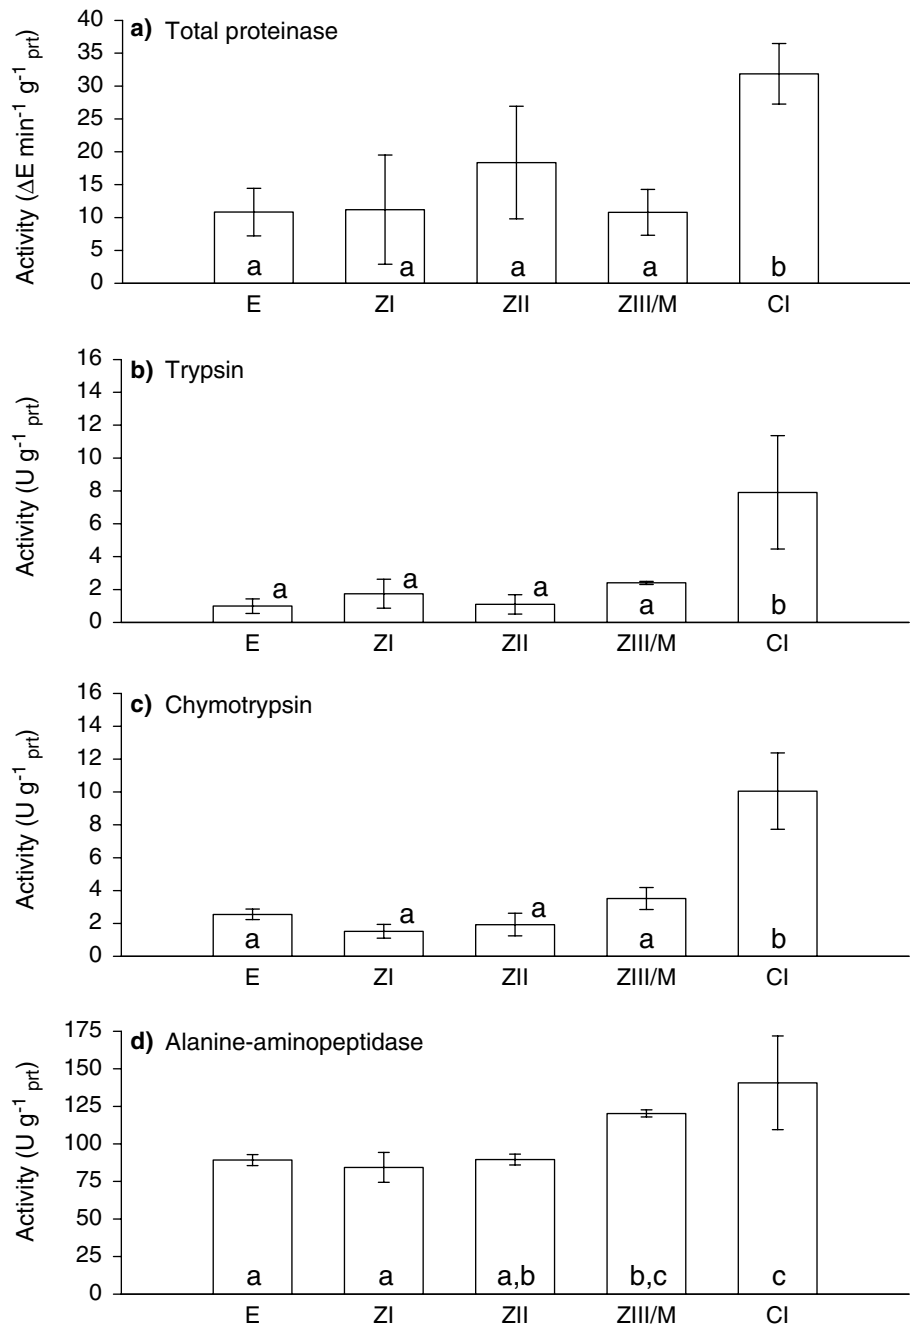 a) Total proteinase
Activity (ΔE min⁻¹ g⁻¹ prt)
40
35
30
25
20
15
10
5
0
a a a a b
E ZI ZII ZIII/M CI
b) Trypsin
Activity (U g⁻¹ prt)
16
14
12
10
8
6
4
2
0
a a a a b
E ZI ZII ZIII/M CI
c) Chymotrypsin
Activity (U g⁻¹ prt)
16
14
12
10
8
6
4
2
0
a a a a b
E ZI ZII ZIII/M CI
d) Alanine-aminopeptidase
Activity (U g⁻¹ prt)
175
150
125
100
75
50
25
0
a a a,b b,c c
E ZI ZII ZIII/M CI